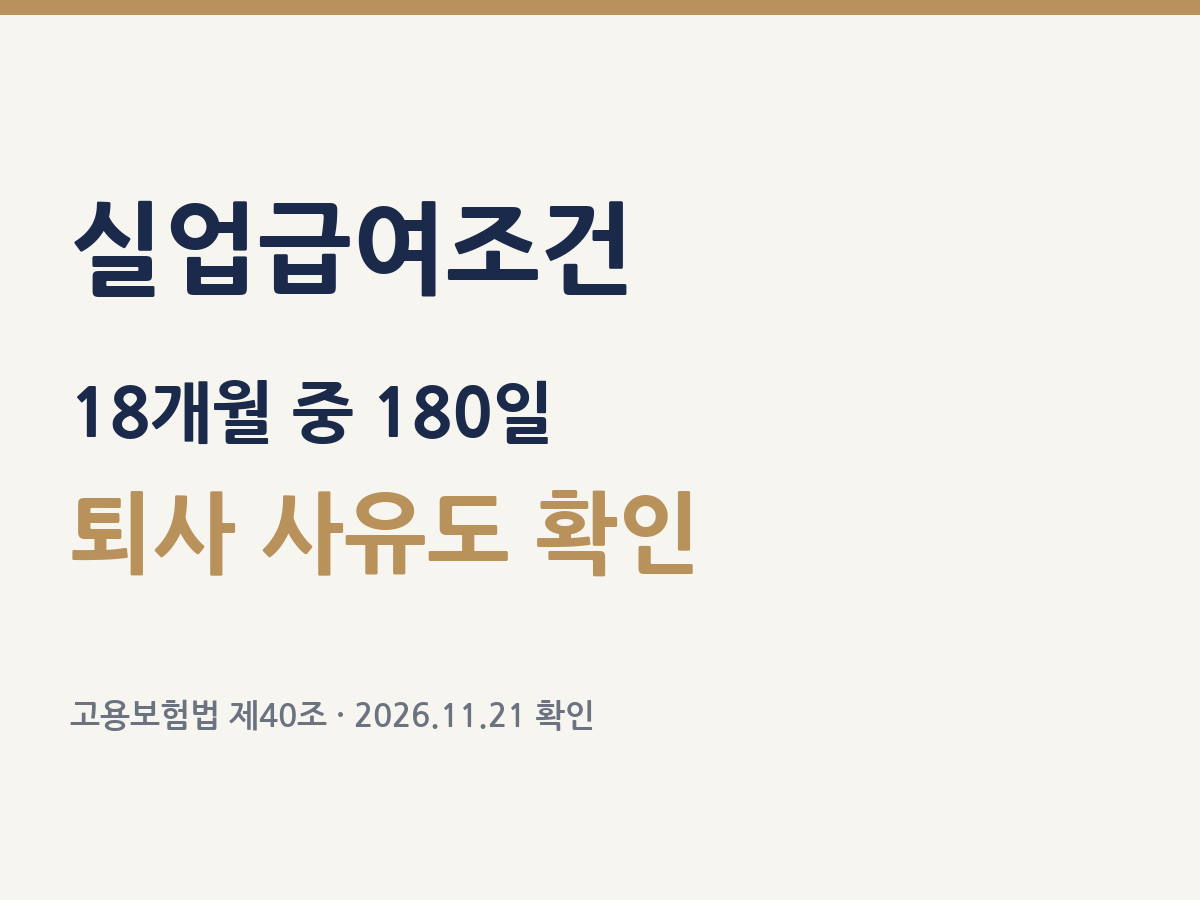 실업급여조건
18개월 중 180일
퇴사 사유도 확인
고용보험법 제40조 · 2026.11.21 확인